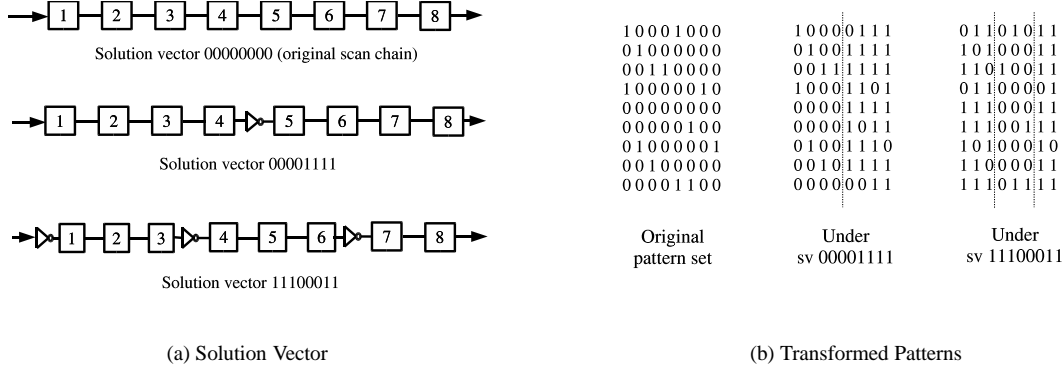 1 2 3 4 5 6 7 8
Solution vector 00000000 (original scan chain)
1 2 3 4 5 6 7 8
Solution vector 00001111
1 2 3 4 5 6 7 8
Solution vector 11100011
(a) Solution Vector
1 0 0 0 1 0 0 0
0 1 0 0 0 0 0 0
0 0 1 1 0 0 0 0
1 0 0 0 0 0 1 0
0 0 0 0 0 0 0 0
0 0 0 0 0 1 0 0
0 1 0 0 0 0 0 1
0 0 1 0 0 0 0 0
0 0 0 0 1 1 0 0
Original
pattern set
1 0 0 0 0 1 1 1
0 1 0 0 1 1 1 1
0 0 1 1 1 1 1 1
1 0 0 0 1 1 0 1
0 0 0 0 1 1 1 1
0 0 0 0 1 0 1 1
0 1 0 0 1 1 1 0
0 0 1 0 1 1 1 1
0 0 0 0 0 0 1 1
Under
sv 00001111
0 1 1 0 1 0 1 1
1 0 1 0 0 0 1 1
1 1 0 1 0 0 1 1
0 1 1 0 0 0 0 1
1 1 1 0 0 0 1 1
1 1 1 0 0 1 1 1
1 0 1 0 0 0 1 0
1 1 0 0 0 0 1 1
1 1 1 0 1 1 1 1
Under
sv 11100011
(b) Transformed Patterns